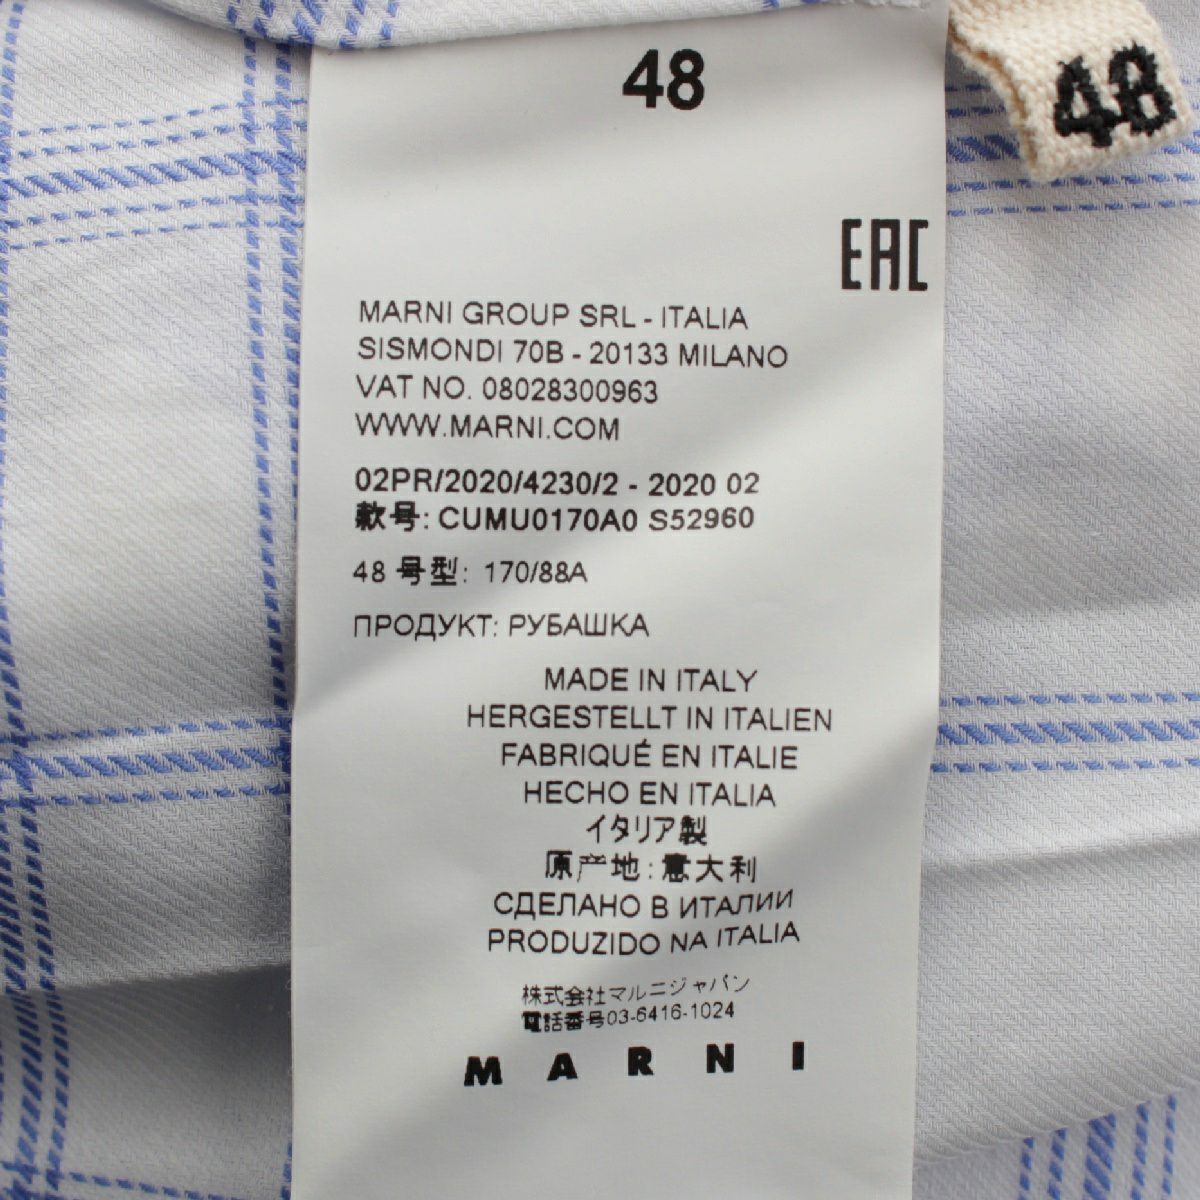 48
48
EAC
MARNI GROUP SRL - ITALIA
SISMONDI 70B - 20133 MILANO
VAT NO. 08028300963
WWW.MARNI.COM
02PR/2020/4230/2 - 2020 02
款号: CUMU0170A0 S52960
48 号型: 170/88A
ПРОДУКТ: РУБАШКА
MADE IN ITALY
HERGESTELLT IN ITALIEN
FABRIQUÉ EN ITALIE
HECHO EN ITALIA
イタリア製
原产地: 意大利
СДЕЛАНО В ИТАЛИИ
PRODUZIDO NA ITALIA
株式会社マルニジャパン
電話番号03-6416-1024
MARNI